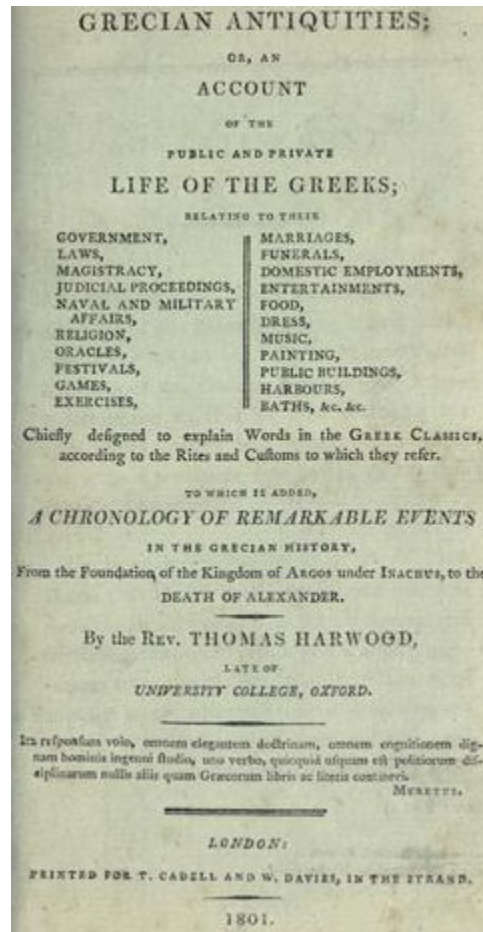 GRECIAN ANTIQUITIES;
OR, AN
ACCOUNT
OF THE
PUBLIC AND PRIVATE
LIFE OF THE GREEKS;
RELATING TO THEIR
GOVERNMENT,
LAWS,
MAGISTRACY,
JUDICIAL PROCEEDINGS,
NAVAL AND MILITARY
AFFAIRS,
RELIGION,
ORACLES,
FESTIVALS,
GAMES,
EXERCISES,
MARRIAGES,
FUNERALS,
DOMESTIC EMPLOYMENTS,
ENTERTAINMENTS,
FOOD,
DRESS,
MUSIC,
PAINTING,
PUBLIC BUILDINGS,
HARBOURS,
BATHS, &c. &c.
Chiefly deſigned to explain Words in the GREEK CLASSICS,
according to the Rites and Cuſtoms to which they refer.
TO WHICH IS ADDED,
A CHRONOLOGY OF REMARKABLE EVENTS
IN THE GRECIAN HISTORY,
From the Foundation of the Kingdom of ARGOS under INACHUS, to the
DEATH OF ALEXANDER.
By the REV. THOMAS HARWOOD,
LATE OF
UNIVERSITY COLLEGE, OXFORD.
Ita reſponſum volo, omnem elegantem doctrinam, omnem cognitionem dig-
nam hominis ingenui ſtudio, uno verbo, quicquid uſquam eſt politiorum diſ-
ciplinarum nullis aliis quam Græcorum libris ac literis contineri.
MURETUS.
LONDON:
PRINTED FOR T. CADELL AND W. DAVIES, IN THE STRAND.
1801.